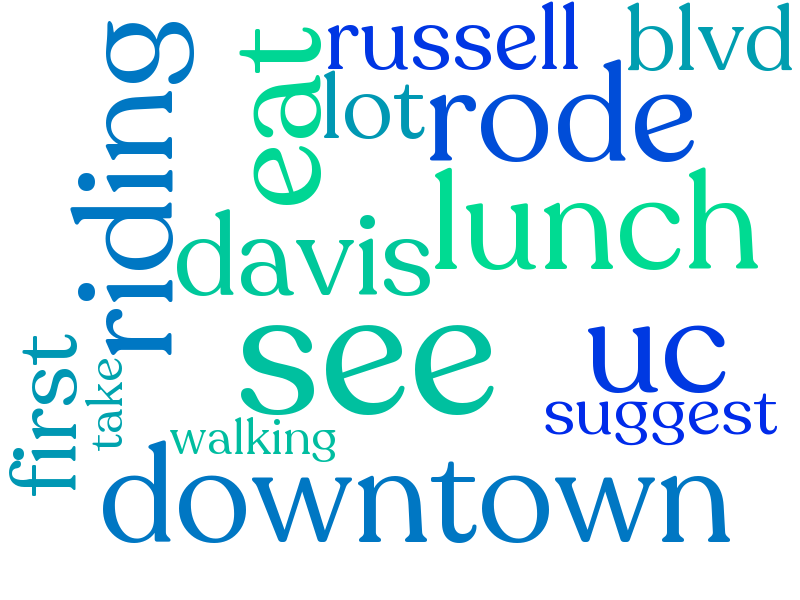 russell
blvd
eat
lot
rode
riding
lunch
davis
see
uc
first
take
suggest
walking
downtown